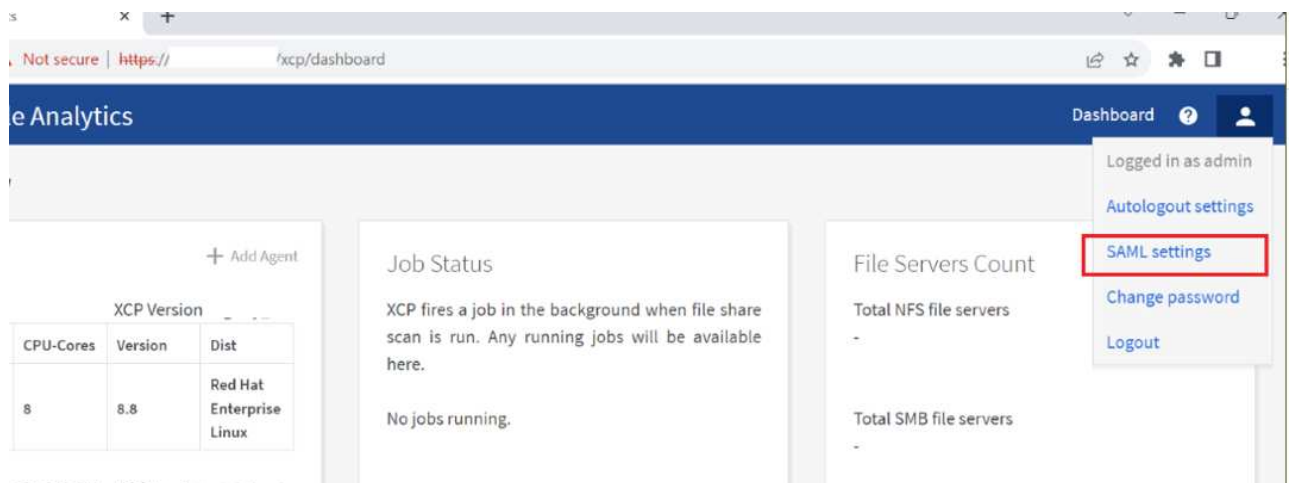 Not secure | https:// /xcp/dashboard
e Analytics
Dashboard
Logged in as admin
Autologout settings
SAML settings
Change password
Logout
+ Add Agent
XCP Version
CPU-Cores Version Dist
8 8.8 Red Hat
Enterprise
Linux
Job Status
XCP fires a job in the background when file share
scan is run. Any running jobs will be available
here.
No jobs running.
File Servers Count
Total NFS file servers
-
Total SMB file servers
-